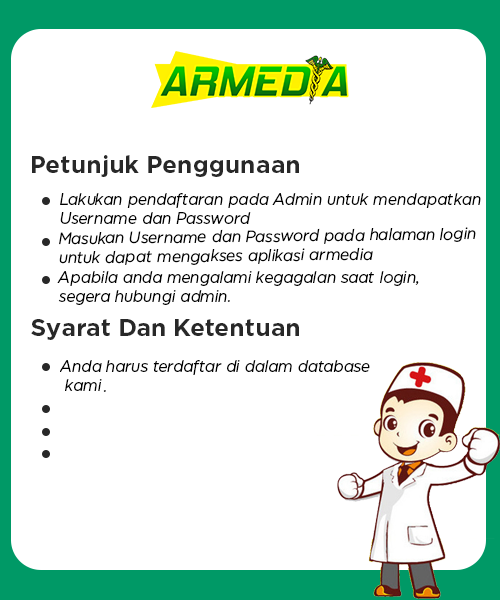 ARMEDIA
Petunjuk Penggunaan
Lakukan pendaftaran pada Admin untuk mendapatkan
Username dan Password
Masukan Username dan Password pada halaman login
untuk dapat mengakses aplikasi armedia
Apabila anda mengalami kegagalan saat login,
segera hubungi admin.
Syarat Dan Ketentuan
Anda harus terdaftar di dalam database
kami.